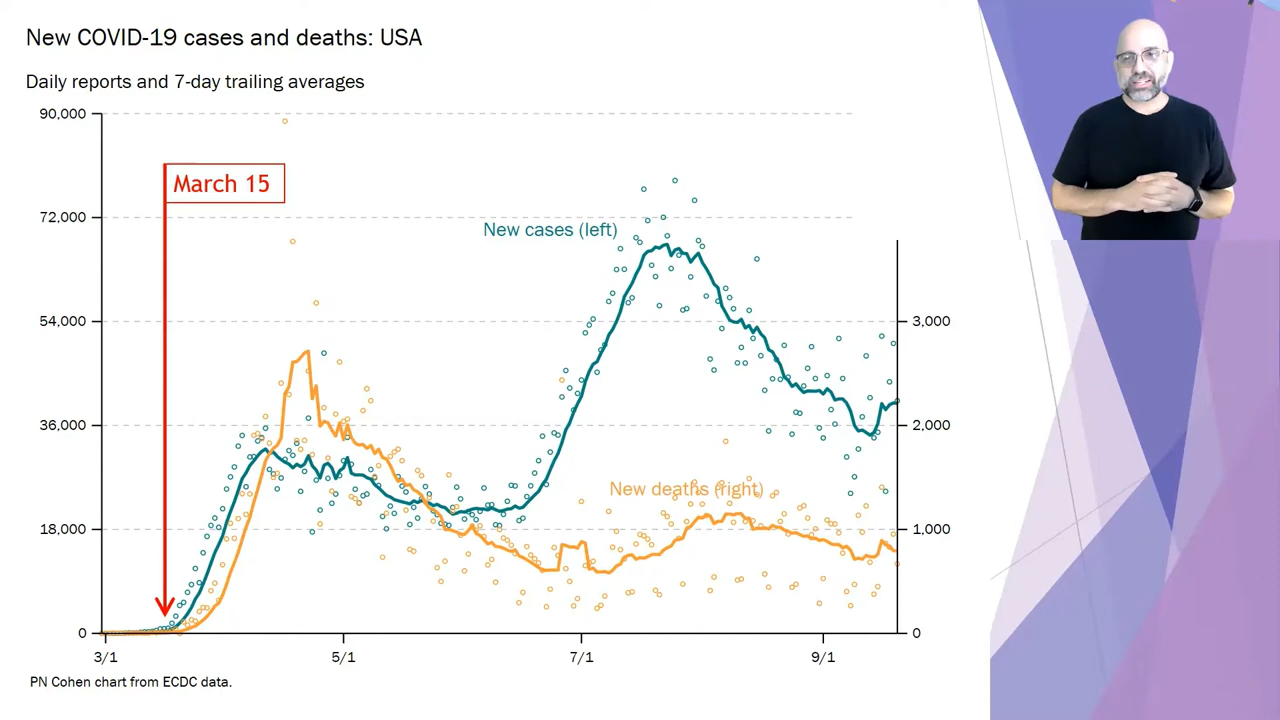 New COVID-19 cases and deaths: USA
Daily reports and 7-day trailing averages
90,000
March 15
72,000
New cases (left)
54,000
3,000
36,000
2,000
New deaths (right)
18,000
1,000
0
0
3/1
5/1
7/1
9/1
PN Cohen chart from ECDC data.